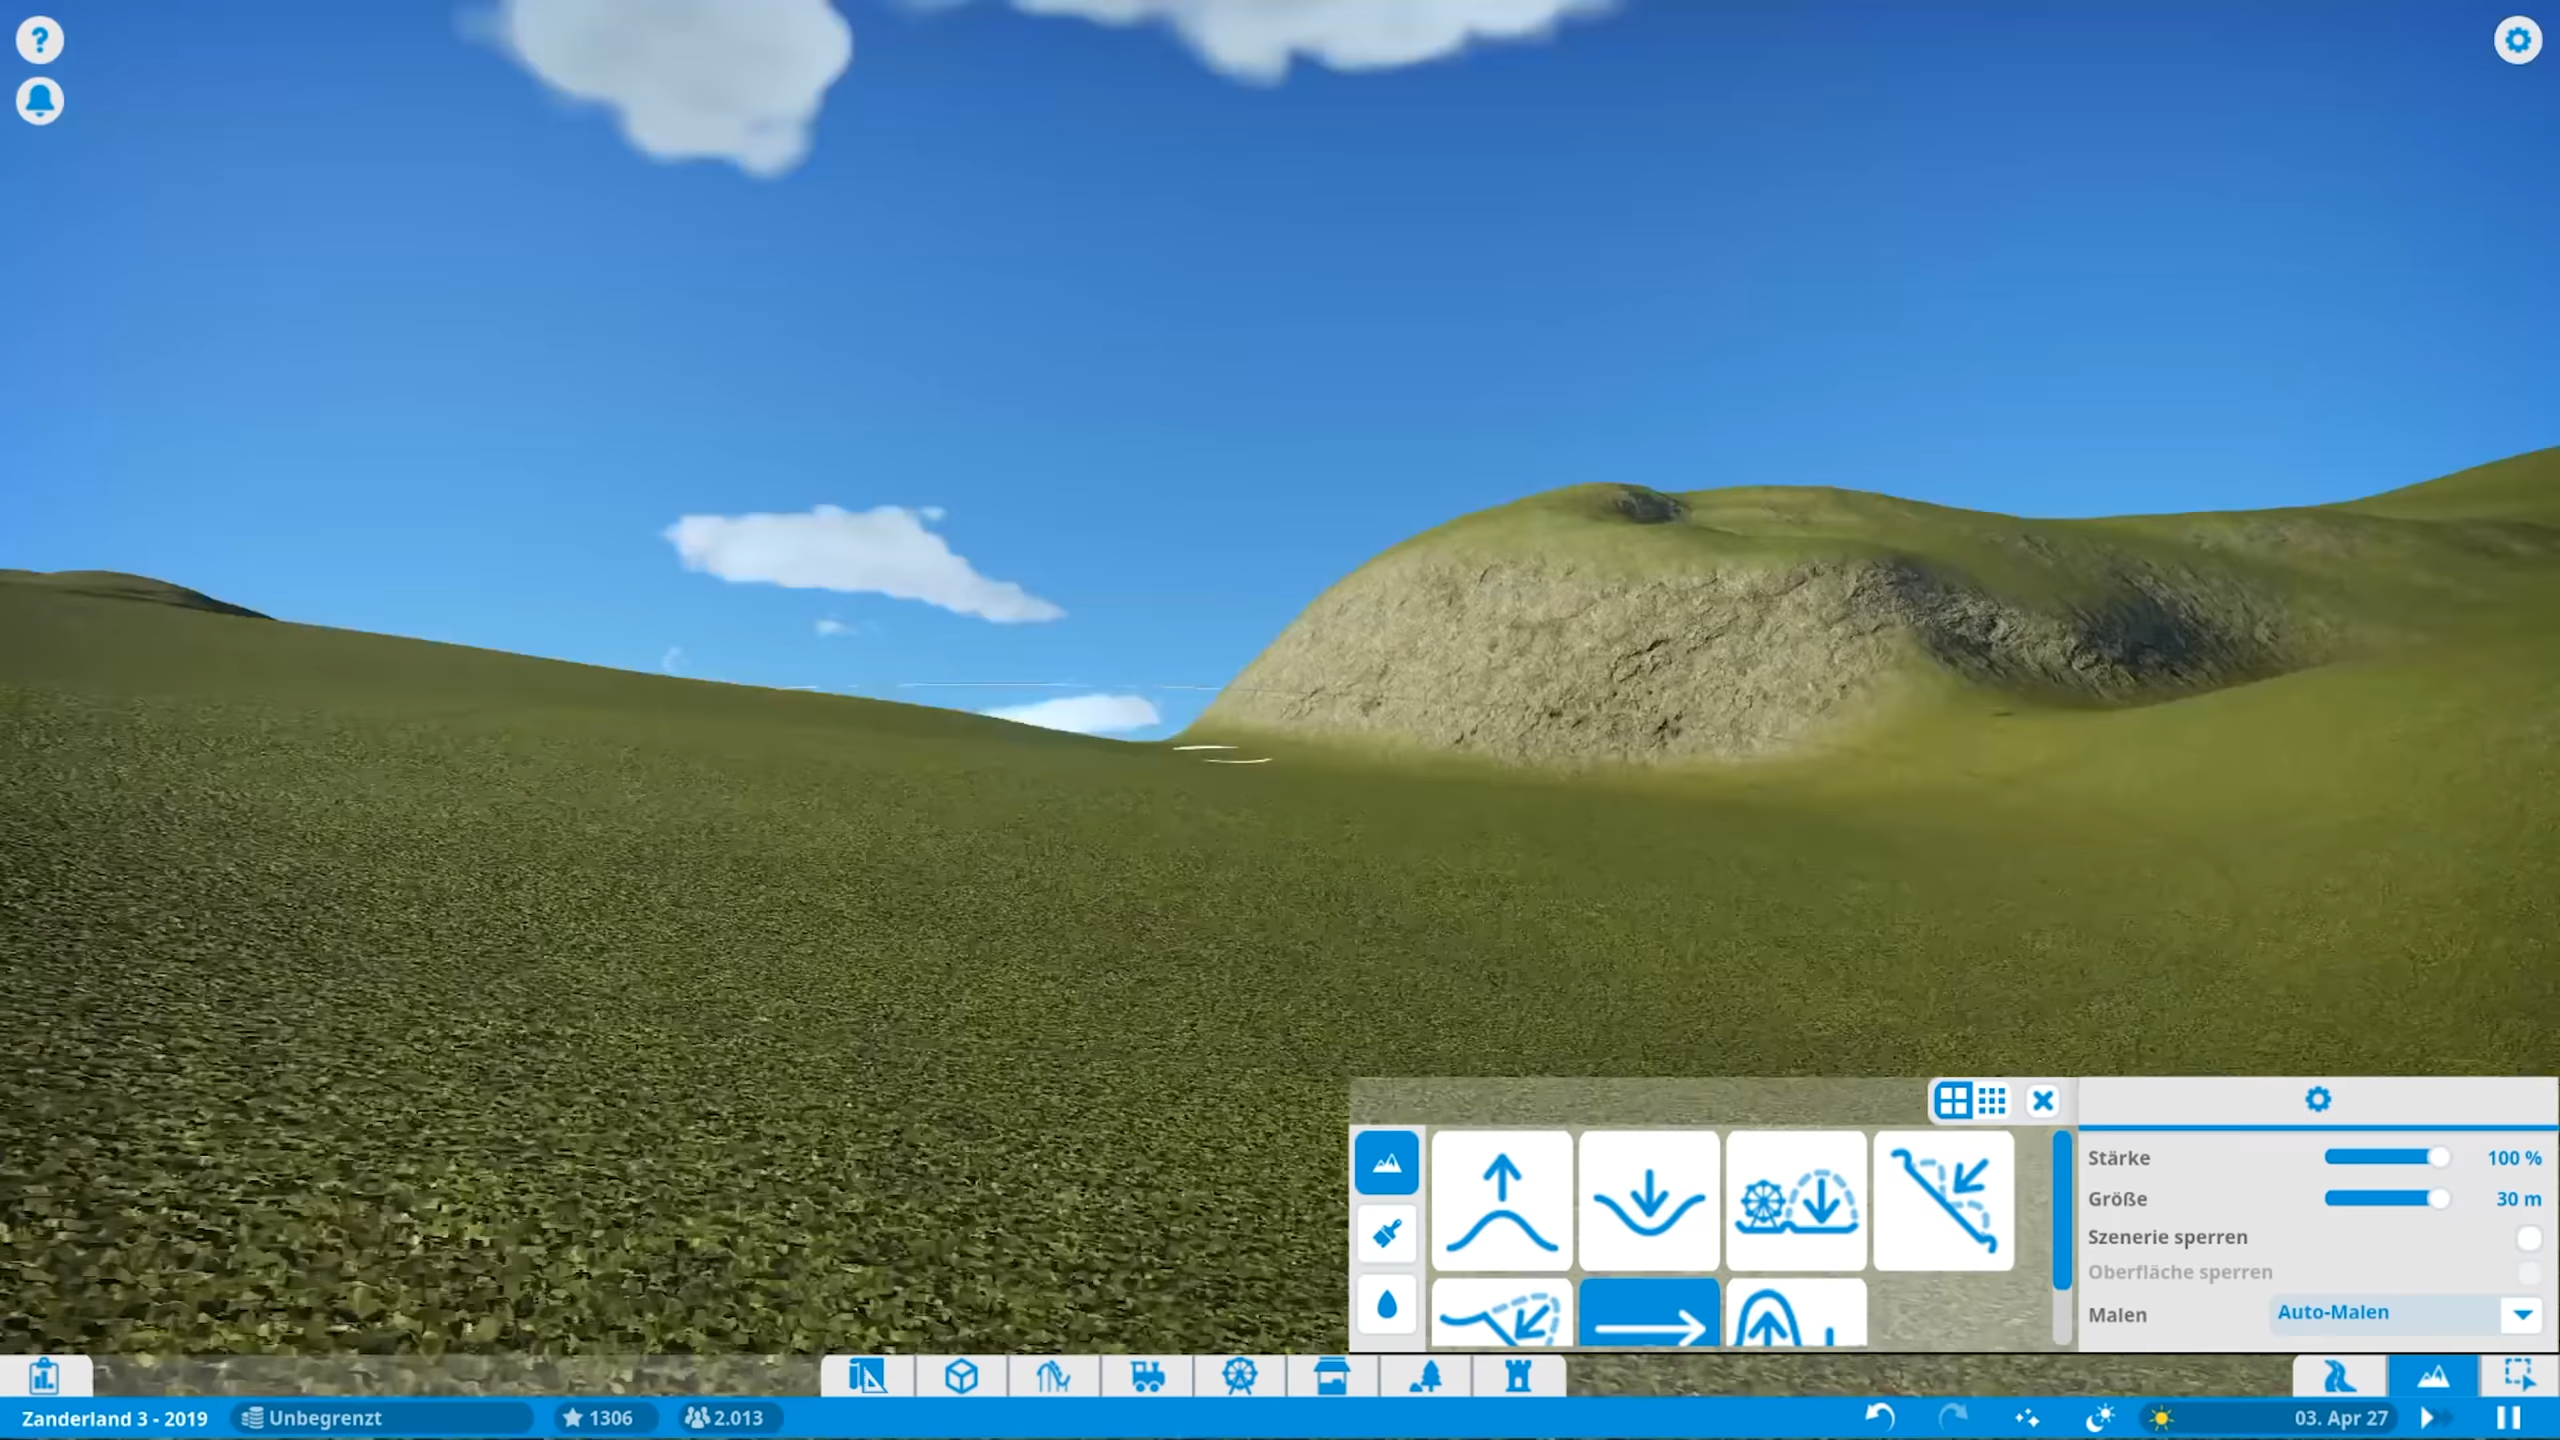 Stärke 100 %
Größe 30 m
Szenerie sperren
Oberfläche sperren
Malen Auto-Malen
Zanderland 3 - 2019 Unbegrenzt 1306 2.013 03. Apr 27